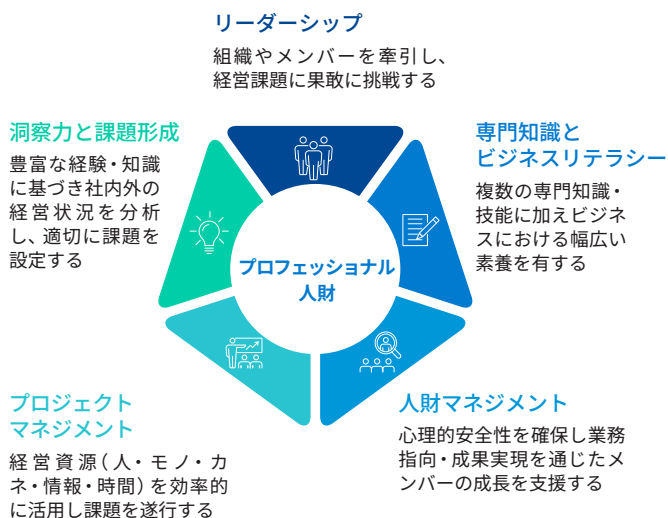 リーダーシップ
組織やメンバーを牽引し、
経営課題に果敢に挑戦する
洞察力と課題形成
豊富な経験・知識
に基づき社内外の
経営状況を分析
し、適切に課題を
設定する
専門知識と
ビジネスリテラシー
複数の専門知識・
技能に加えビジネ
スにおける幅広い
素養を有する
プロフェッショナル
人財
プロジェクト
マネジメント
経営資源(人・モノ・カ
ネ・情報・時間)を効率的
に活用し課題を遂行する
人財マネジメント
心理的安全性を確保し業務
指向・成果実現を通じたメ
ンバーの成長を支援する